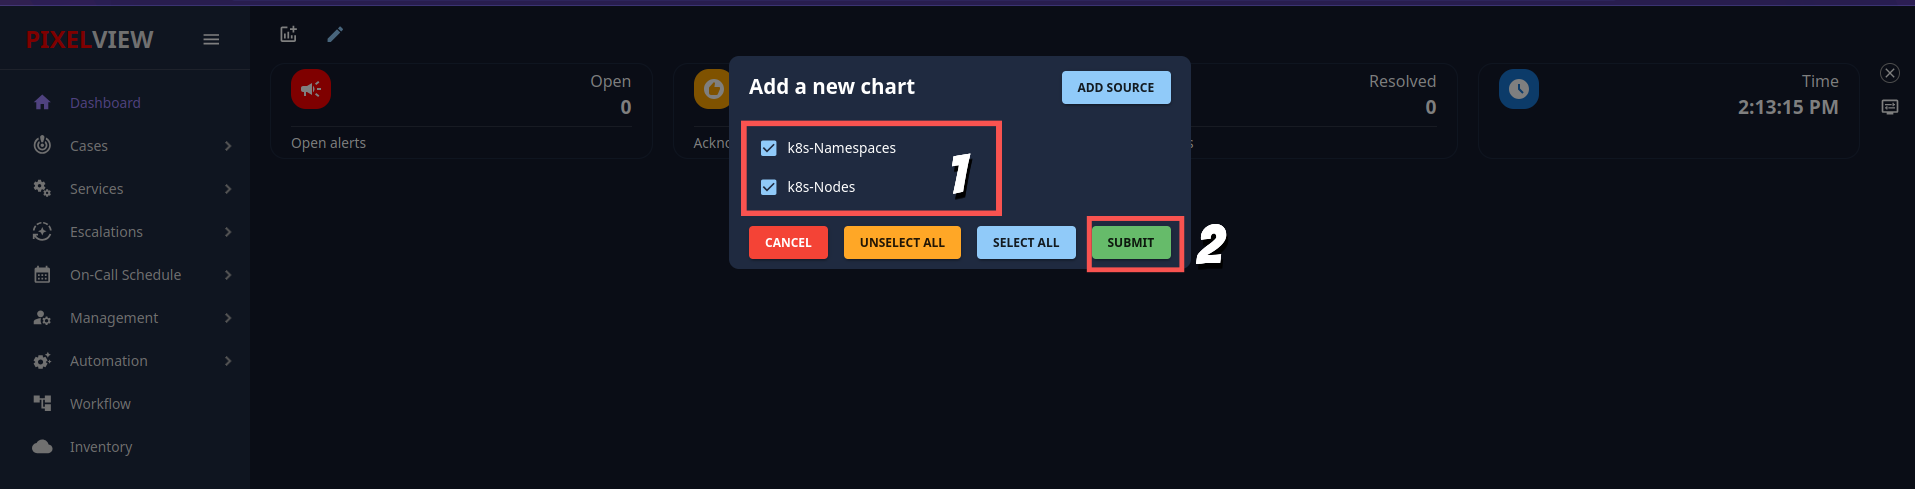 PIXELVIEW
Dashboard
Cases
Services
Escalations
On-Call Schedule
Management
Automation
Workflow
Inventory
Open
0
Open alerts
Ackno
Resolved
0
s
Time
2:13:15 PM
Add a new chart
ADD SOURCE
k8s-Namespaces
k8s-Nodes
1
CANCEL
UNSELECT ALL
SELECT ALL
SUBMIT
2